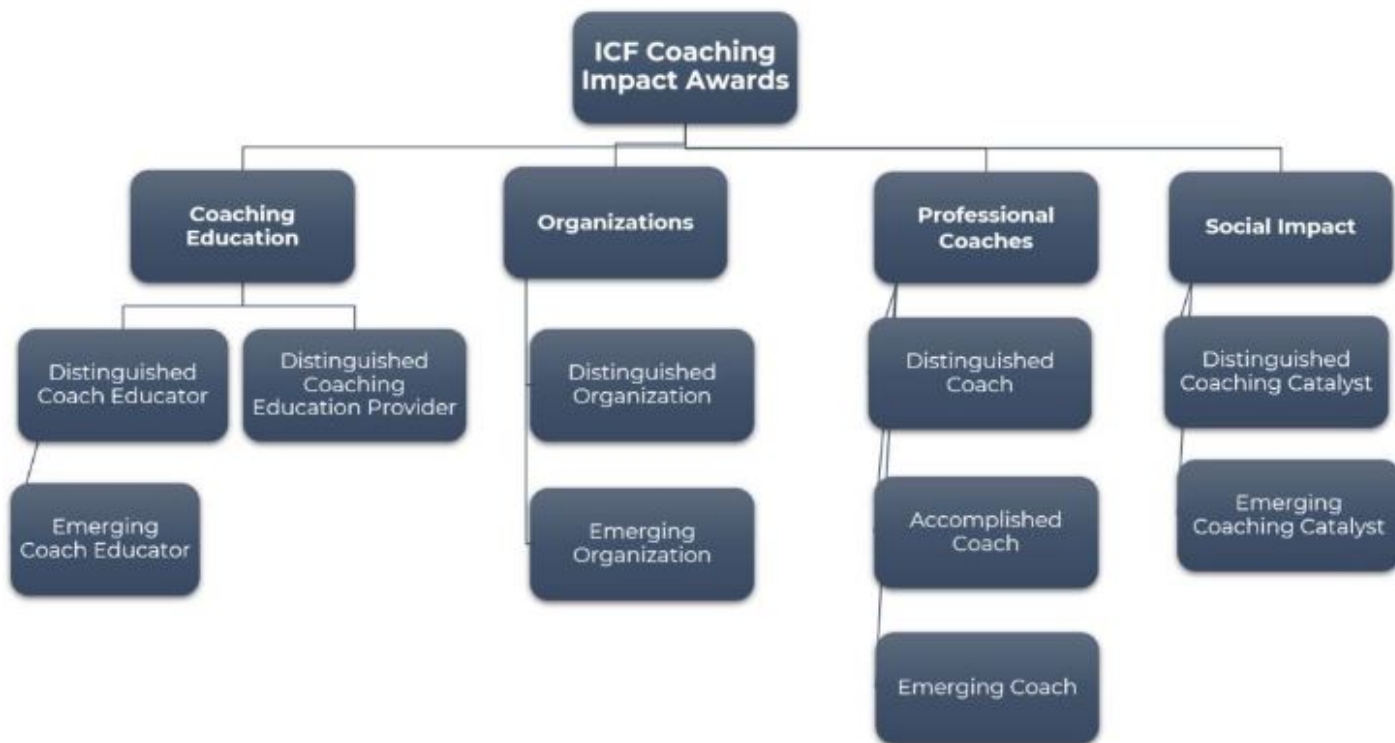 ICF Coaching
Impact Awards
Coaching
Education
Organizations
Professional
Coaches
Social Impact
Distinguished
Coach Educator
Distinguished
Coaching
Education Provider
Distinguished
Organization
Distinguished
Coach
Distinguished
Coaching Catalyst
Emerging
Coach Educator
Emerging
Organization
Accomplished
Coach
Emerging
Coaching Catalyst
Emerging Coach